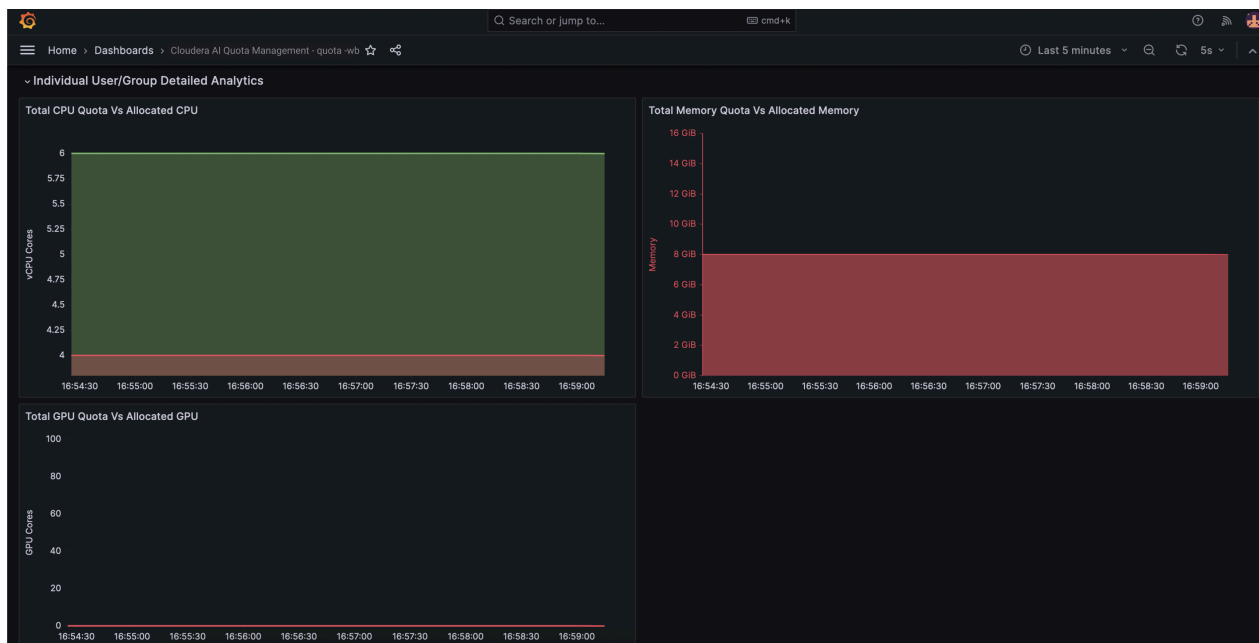 Search or jump to... cmd+k
Home › Dashboards › Cloudera AI Quota Management - quota -wb Last 5 minutes 5s
Individual User/Group Detailed Analytics
Total CPU Quota Vs Allocated CPU
vCPU Cores
6
5.75
5.5
5.25
5
4.75
4.5
4.25
4
16:54:30 16:55:00 16:55:30 16:56:00 16:56:30 16:57:00 16:57:30 16:58:00 16:58:30 16:59:00
Total Memory Quota Vs Allocated Memory
Memory
16 GiB
14 GiB
12 GiB
10 GiB
8 GiB
6 GiB
4 GiB
2 GiB
0 GiB
16:54:30 16:55:00 16:55:30 16:56:00 16:56:30 16:57:00 16:57:30 16:58:00 16:58:30 16:59:00
Total GPU Quota Vs Allocated GPU
GPU Cores
100
80
60
40
20
0
16:54:30 16:55:00 16:55:30 16:56:00 16:56:30 16:57:00 16:57:30 16:58:00 16:58:30 16:59:00